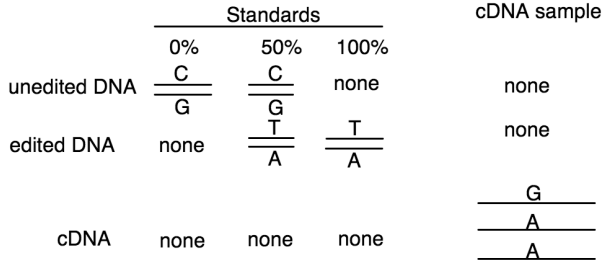 Standards cDNA sample
0% 50% 100%
C C
unedited DNA none none
G G
T T none
edited DNA none
A A
G
A
cDNA none none none
A